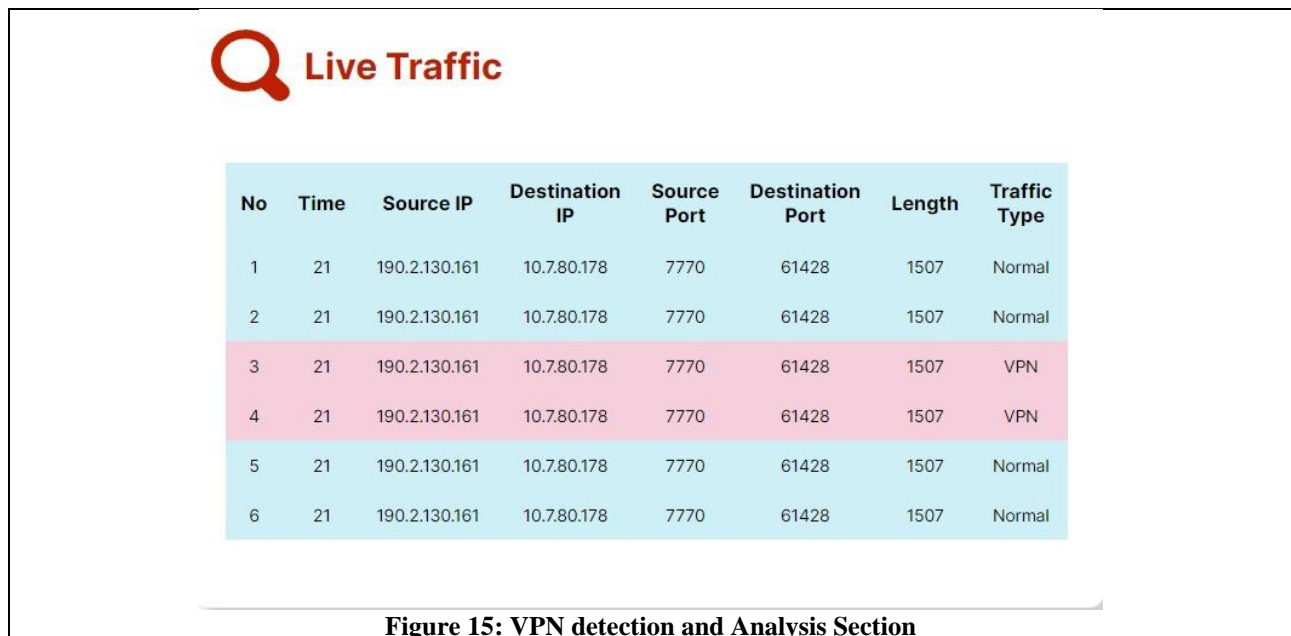 Live Traffic
No Time Source IP Destination IP Source Port Destination Port Length Traffic Type
1 21 190.2.130.161 10.7.80.178 7770 61428 1507 Normal
2 21 190.2.130.161 10.7.80.178 7770 61428 1507 Normal
3 21 190.2.130.161 10.7.80.178 7770 61428 1507 VPN
4 21 190.2.130.161 10.7.80.178 7770 61428 1507 VPN
5 21 190.2.130.161 10.7.80.178 7770 61428 1507 Normal
6 21 190.2.130.161 10.7.80.178 7770 61428 1507 Normal
Figure 15: VPN detection and Analysis Section